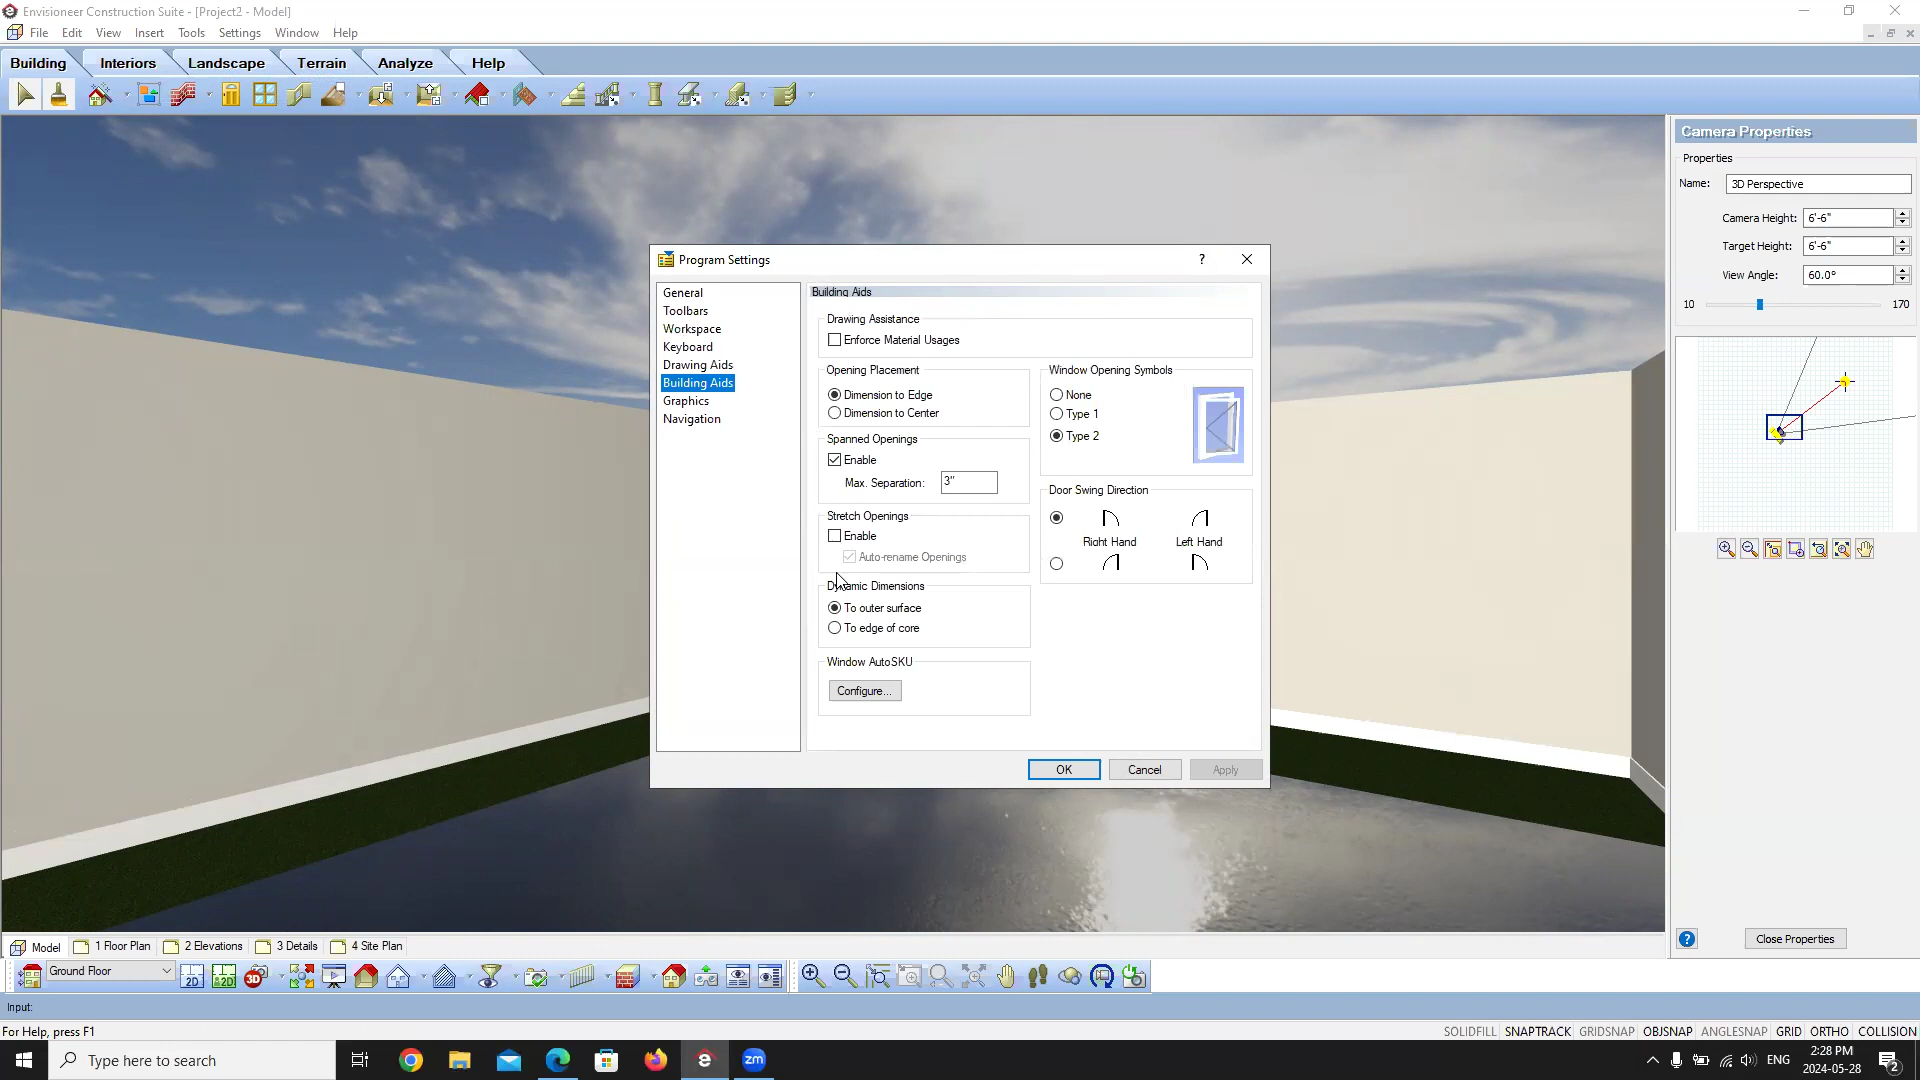 Envisioneer Construction Suite - [Project2 - Model]
File Edit View Insert Tools Settings Window Help
Building Interiors Landscape Terrain Analyze Help
Camera Properties
Properties
Name: 3D Perspective
Camera Height: 6'-6"
Target Height: 6'-6"
View Angle: 60.0°
10 170
Program Settings
?
General
Toolbars
Workspace
Keyboard
Drawing Aids
Building Aids
Graphics
Navigation
Building Aids
Drawing Assistance
Enforce Material Usages
Opening Placement
Dimension to Edge
Dimension to Center
Spanned Openings
Enable
Max. Separation: 3"
Stretch Openings
Enable
Auto-rename Openings
Dynamic Dimensions
To outer surface
To edge of core
Window AutoSKU
Configure...
Window Opening Symbols
None
Type 1
Type 2
Door Swing Direction
Right Hand Left Hand
OK Cancel Apply
? Close Properties
Model 1 Floor Plan 2 Elevations 3 Details 4 Site Plan
Ground Floor 2D 2D 3D
Input:
For Help, press F1
SOLIDFILL SNAPTRACK GRIDSNAP OBJSNAP ANGLESNAP GRID ORTHO COLLISION
Type here to search
e zm
ENG
2:28 PM
2024-05-28
2